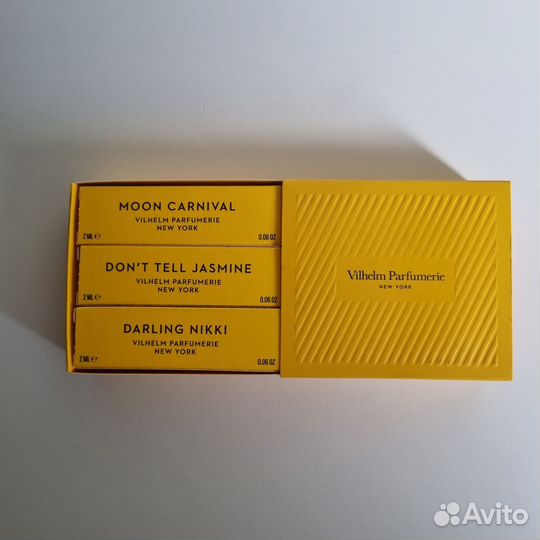 MOON CARNIVAL
VILHELM PARFUMERIE
NEW YORK
2 ML ℮
0.06 OZ
DON'T TELL JASMINE
VILHELM PARFUMERIE
NEW YORK
2 ML ℮
0.06 OZ
DARLING NIKKI
VILHELM PARFUMERIE
NEW YORK
2 ML ℮
0.06 OZ
Vilhelm Parfumerie
NEW YORK
Avito